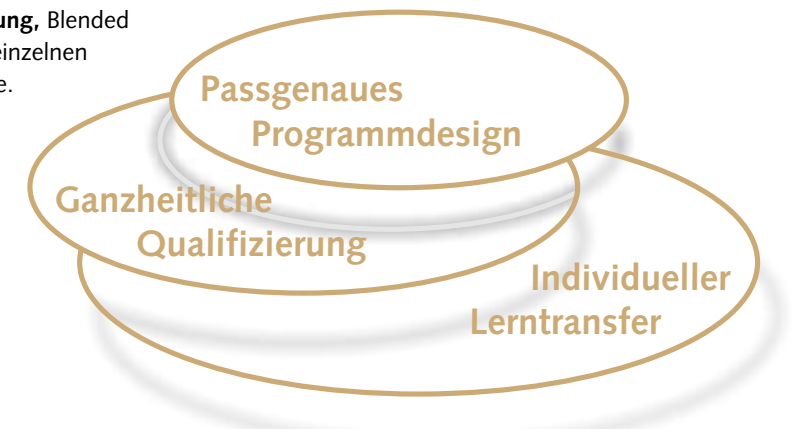 ung, Blended
einzelnen
e.
Passgenaues
Programmdesign
Ganzheitliche
Qualifizierung
Individueller
Lerntransfer